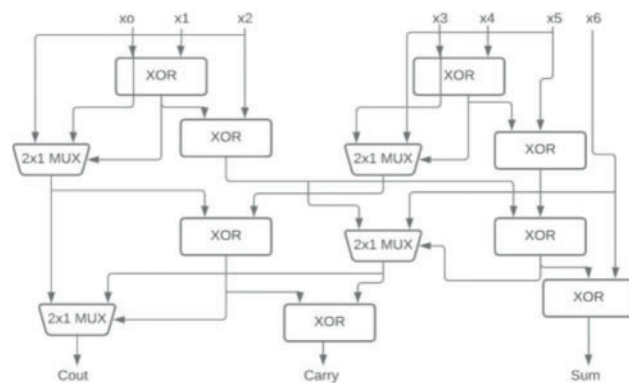 xo x1 x2 x3 x4 x5 x6
XOR XOR
XOR XOR
2x1 MUX 2x1 MUX
XOR 2x1 MUX XOR
2x1 MUX XOR XOR
Cout Carry Sum